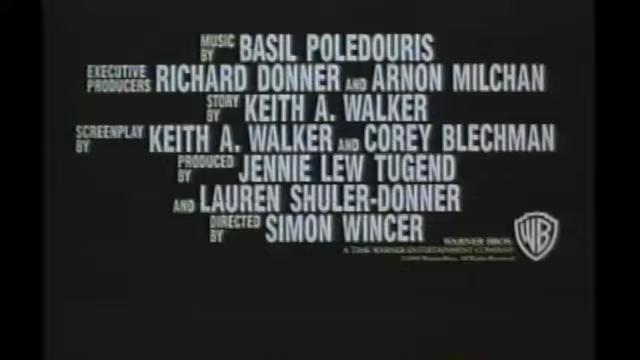 MUSIC BY BASIL POLEDOURIS
EXECUTIVE PRODUCERS RICHARD DONNER AND ARNON MILCHAN
STORY BY KEITH A. WALKER
SCREENPLAY BY KEITH A. WALKER AND COREY BLECHMAN
PRODUCED BY JENNIE LEW TUGEND
AND LAUREN SHULER-DONNER
DIRECTED BY SIMON WINCER
WB
WARNER BROS.
A TIME WARNER ENTERTAINMENT COMPANY